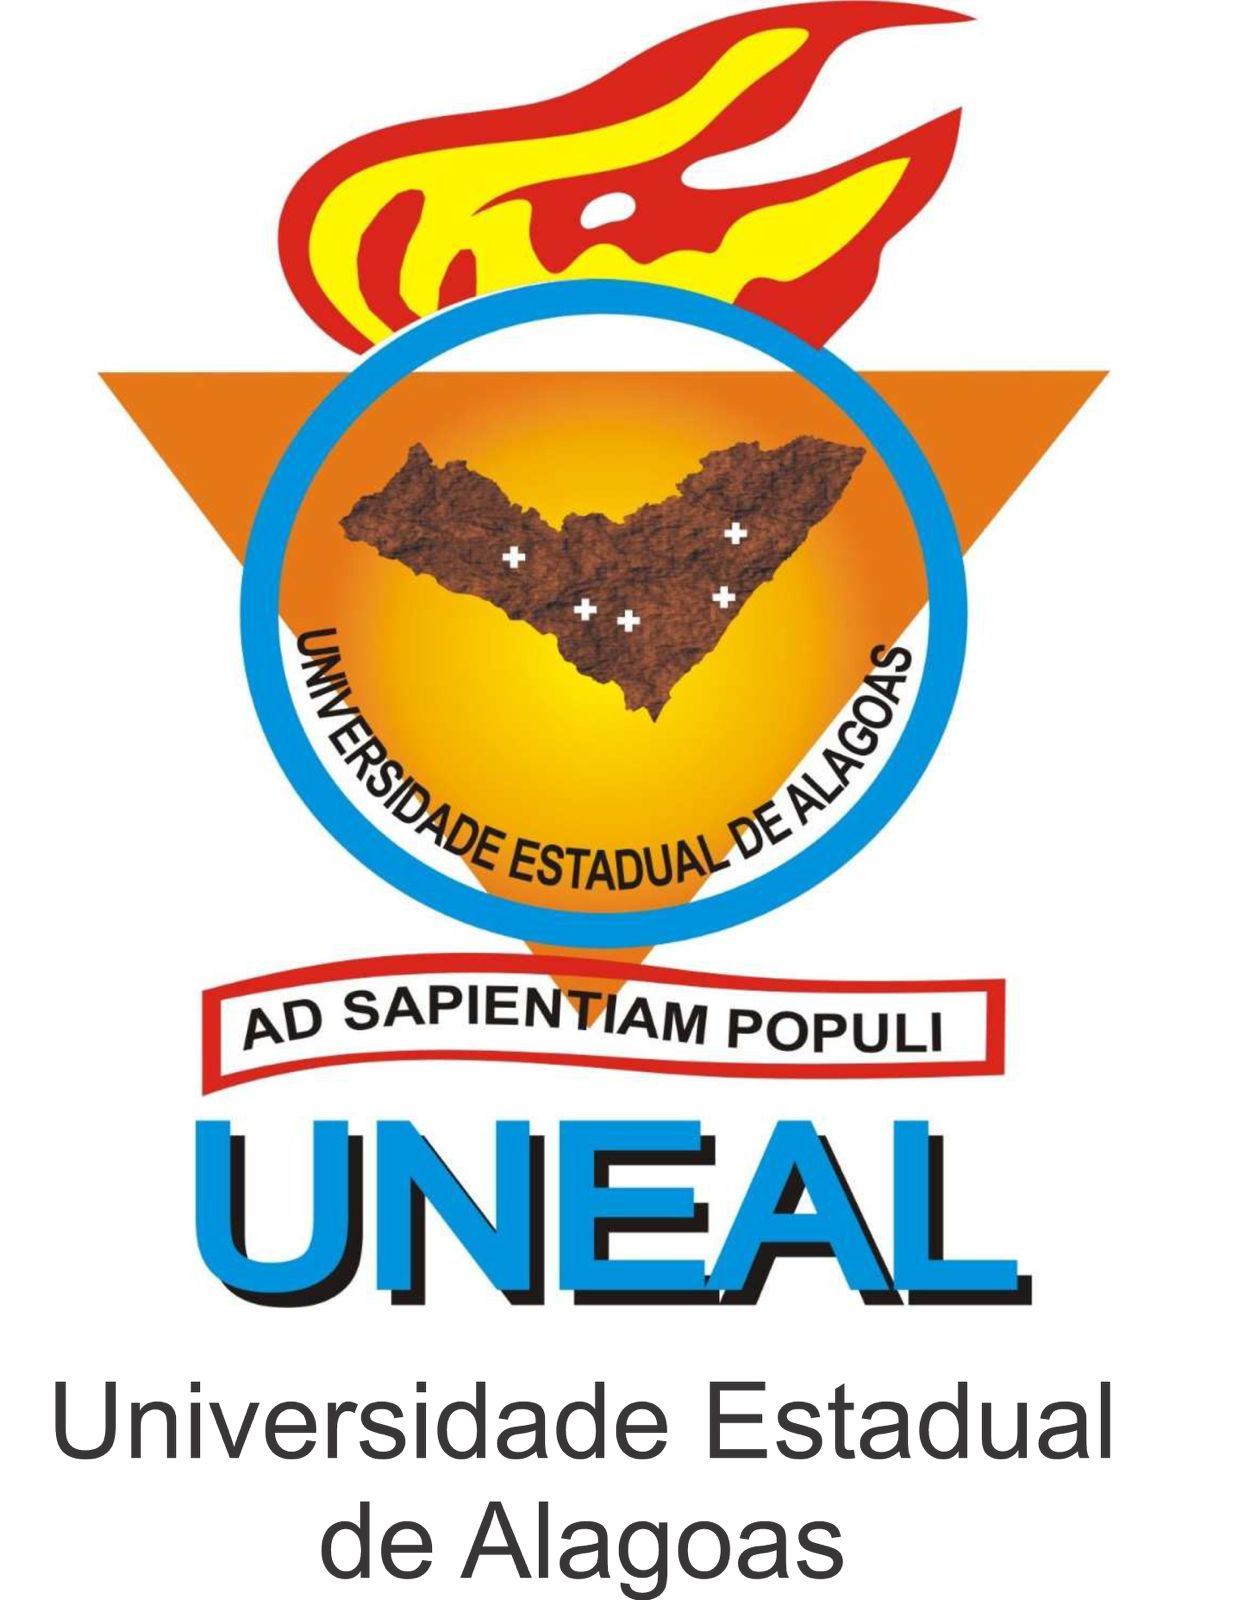 UNIVERSIDADE ESTADUAL DE ALAGOAS
AD SAPIENTIAM POPULI
UNEAL
Universidade Estadual
de Alagoas